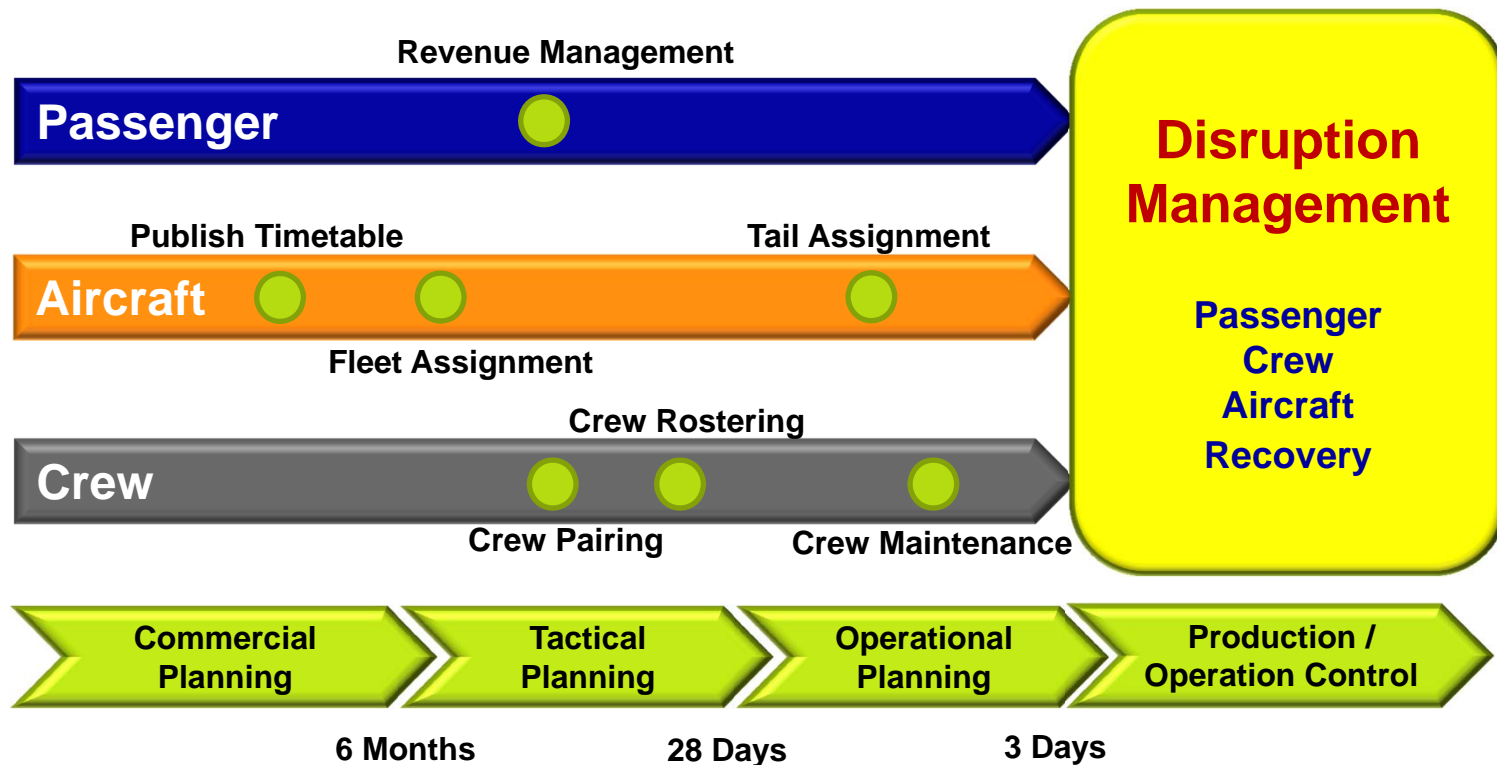 Revenue Management
Passenger
Publish Timetable
Tail Assignment
Aircraft
Fleet Assignment
Crew Rostering
Crew
Crew Pairing
Crew Maintenance
Disruption
Management
Passenger
Crew
Aircraft
Recovery
Commercial
Planning
Tactical
Planning
Operational
Planning
Production /
Operation Control
6 Months
28 Days
3 Days